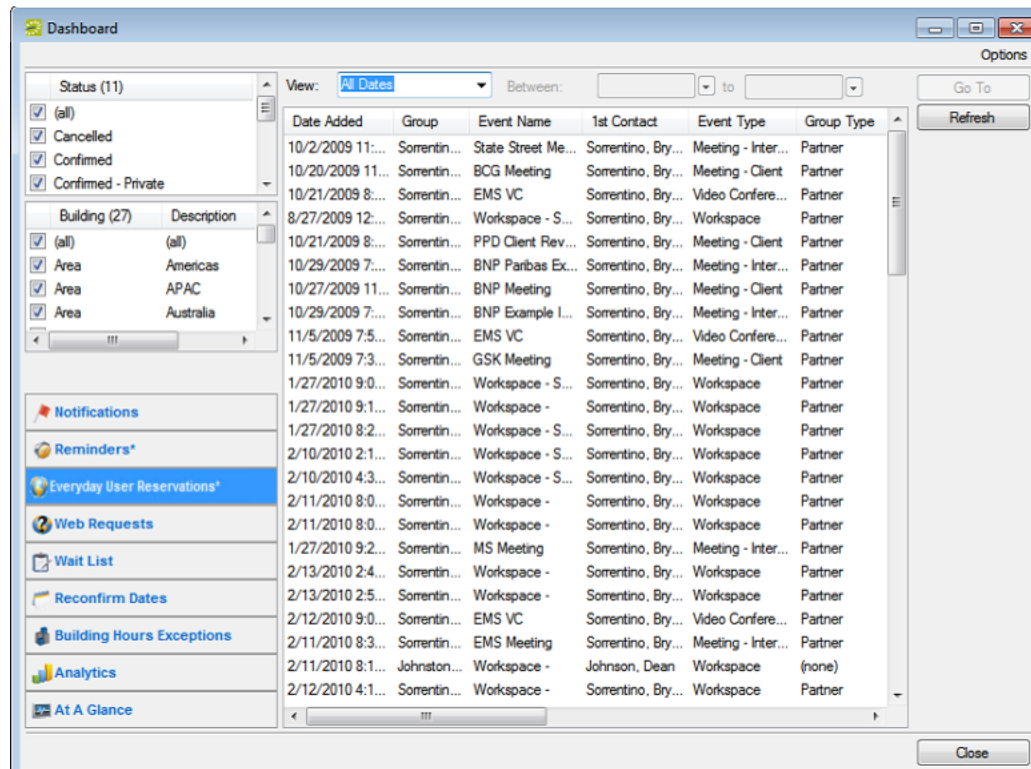 Dashboard
Options
Status (11)
(all)
Cancelled
Confirmed
Confirmed - Private
Building (27) Description
(all) (all)
Area Americas
Area APAC
Area Australia
Notifications
Reminders*
Everyday User Reservations*
Web Requests
Wait List
Reconfirm Dates
Building Hours Exceptions
Analytics
At A Glance
View: All Dates Between: to
Date Added Group Event Name 1st Contact Event Type Group Type
10/2/2009 11:... Sorrentin... State Street Me... Sorrentino, Bry... Meeting - Inter... Partner
10/20/2009 11... Sorrentin... BCG Meeting Sorrentino, Bry... Meeting - Client Partner
10/21/2009 8:... Sorrentin... EMS VC Sorrentino, Bry... Video Confere... Partner
8/27/2009 12:... Sorrentin... Workspace - S... Sorrentino, Bry... Workspace Partner
10/21/2009 8:... Sorrentin... PPD Client Rev... Sorrentino, Bry... Meeting - Client Partner
10/29/2009 7:... Sorrentin... BNP Paribas Ex... Sorrentino, Bry... Meeting - Inter... Partner
10/27/2009 11... Sorrentin... BNP Meeting Sorrentino, Bry... Meeting - Client Partner
10/29/2009 7:... Sorrentin... BNP Example I... Sorrentino, Bry... Meeting - Inter... Partner
11/5/2009 7:5... Sorrentin... EMS VC Sorrentino, Bry... Video Confere... Partner
11/5/2009 7:3... Sorrentin... GSK Meeting Sorrentino, Bry... Meeting - Client Partner
1/27/2010 9:0... Sorrentin... Workspace - S... Sorrentino, Bry... Workspace Partner
1/27/2010 9:1... Sorrentin... Workspace - Sorrentino, Bry... Workspace Partner
1/27/2010 8:2... Sorrentin... Workspace - S... Sorrentino, Bry... Workspace Partner
2/10/2010 2:1... Sorrentin... Workspace - S... Sorrentino, Bry... Workspace Partner
2/10/2010 4:3... Sorrentin... Workspace - S... Sorrentino, Bry... Workspace Partner
2/11/2010 8:0... Sorrentin... Workspace - Sorrentino, Bry... Workspace Partner
2/11/2010 8:0... Sorrentin... Workspace - Sorrentino, Bry... Workspace Partner
1/27/2010 9:2... Sorrentin... MS Meeting Sorrentino, Bry... Meeting - Inter... Partner
2/13/2010 2:4... Sorrentin... Workspace - Sorrentino, Bry... Workspace Partner
2/13/2010 2:5... Sorrentin... Workspace - Sorrentino, Bry... Workspace Partner
2/12/2010 9:0... Sorrentin... EMS VC Sorrentino, Bry... Video Confere... Partner
2/11/2010 8:3... Sorrentin... EMS Meeting Sorrentino, Bry... Meeting - Inter... Partner
2/11/2010 8:1... Johnston... Workspace - Johnson, Dean Workspace (none)
2/12/2010 4:1... Sorrentin... Workspace - Sorrentino, Bry... Workspace Partner
Go To
Refresh
Close